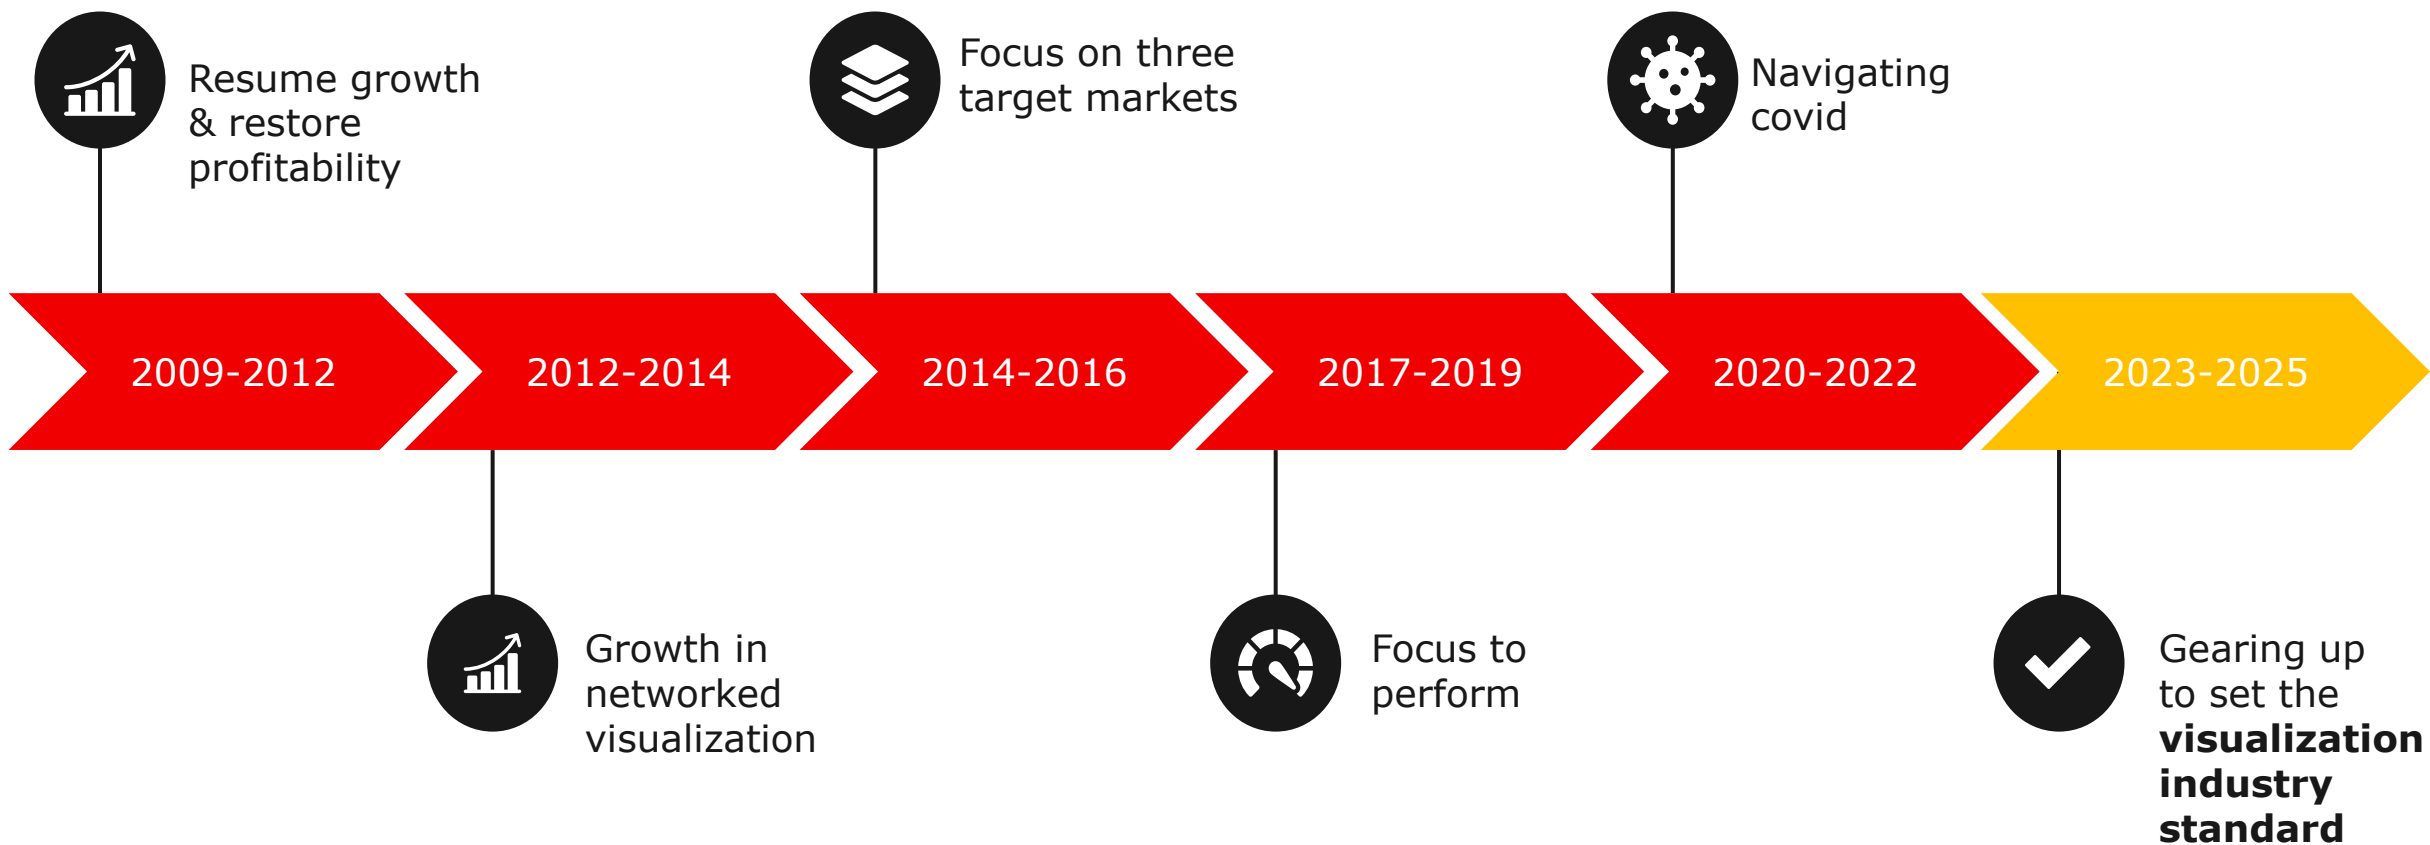 Resume growth
& restore
profitability
Focus on three
target markets
Navigating
covid
2009-2012
2012-2014
2014-2016
2017-2019
2020-2022
2023-2025
Growth in
networked
visualization
Focus to
perform
Gearing up
to set the
visualization
industry
standard